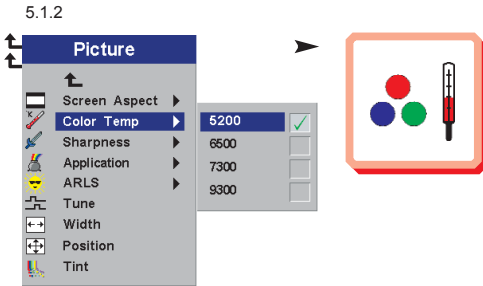 5.1.2
Picture
Screen Aspect
Color Temp
Sharpness
Application
ARLS
Tune
Width
Position
Tint
5200
6500
7300
9300